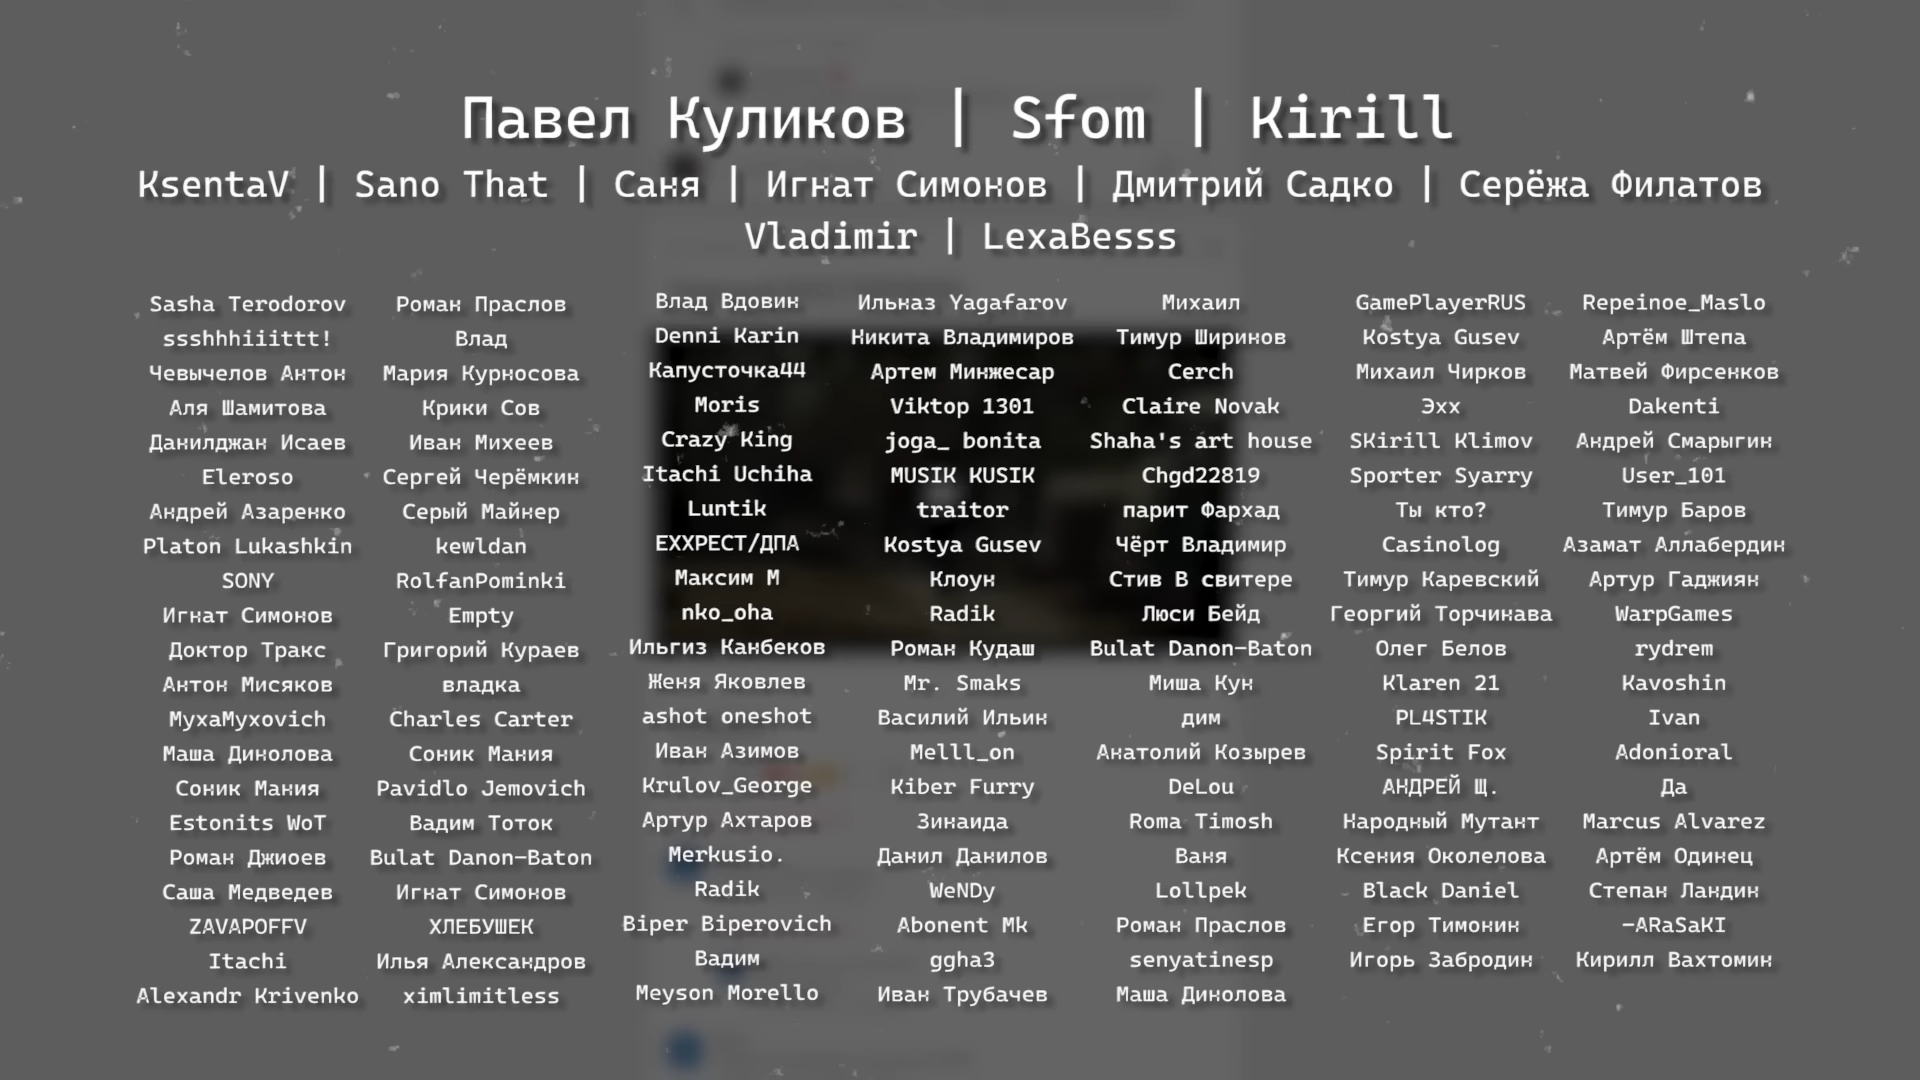 Павел Куликов | Sfom | Kirill
KsentaV | Sano That | Саня | Игнат Симонов | Дмитрий Садко | Серёжа Филатов
Vladimir | LexaBesss
Sasha Terodorov
ssshhhiiittt!
Чевычелов Антон
Аля Шамитова
Данилджан Исаев
Eleroso
Андрей Азаренко
Platon Lukashkin
SONY
Игнат Симонов
Доктор Тракс
Антон Мисяков
МухаMyxovich
Маша Динолова
Соник Мания
Estonits WoT
Роман Джиоев
Саша Медведев
ZAVAPOFFV
Itachi
Alexandr Krivenko
Роман Праслов
Влад
Мария Курносова
Крики Сов
Иван Михеев
Сергей Черёмкин
Серый Майнер
kewldan
RolfanPominki
Empty
Григорий Кураев
владка
Charles Carter
Соник Мания
Pavidlo Jemovich
Вадим Тоток
Bulat Danon-Baton
Игнат Симонов
ХЛЕБУШЕК
Илья Александров
ximlimitless
Влад Вдовин
Denni Karin
Капусточка44
Moris
Crazy King
Itachi Uchiha
Luntik
EXXPECT/ДПА
Максим М
nko_oha
Ильгиз Канбеков
Женя Яковлев
ashot oneshot
Иван Азимов
Krulov_George
Артур Ахтаров
Merkusio.
Radik
Biper Biperovich
Вадим
Meyson Morello
Ильназ Yagafarov
Никита Владимиров
Артем Минжесар
Viktop 1301
joga_ bonita
MUSIK KUSIK
traitor
Kostya Gusev
Клоун
Radik
Роман Кудаш
Mr. Smaks
Василий Ильин
Melll_on
Kiber Furry
Зинаида
Данил Данилов
WeNDy
Abonent Mk
ggha3
Иван Трубачев
Михаил
Тимур Ширинов
Cerch
Claire Novak
Shaha's art house
Chgd22819
парит Фархад
Чёрт Владимир
Стив В свитере
Люси Бейд
Bulat Danon-Baton
Миша Кун
дим
Анатолий Козырев
DeLou
Roma Timosh
Ваня
Lollpek
Роман Праслов
senyatinesp
Маша Динолова
GamePlayerRUS
Kostya Gusev
Михаил Чирков
Эхх
SKirill Klimov
Sporter Syarry
Ты кто?
Casinolog
Тимур Каревский
Георгий Торчинава
Олег Белов
Klaren 21
PL4STIK
Spirit Fox
АНДРЕЙ Щ.
Народный Мутант
Ксения Околелова
Black Daniel
Егор Тимонин
Игорь Забродин
Repeinoe_Maslo
Артём Штепа
Матвей Фирсенков
Dakenti
Андрей Смарыгин
User_101
Тимур Баров
Азамат Аллабердин
Артур Гаджиян
WarpGames
rydrem
Kavoshin
Ivan
Adonioral
Да
Marcus Alvarez
Артём Одинец
Степан Ландин
-ARaSaKI
Кирилл Вахтомин